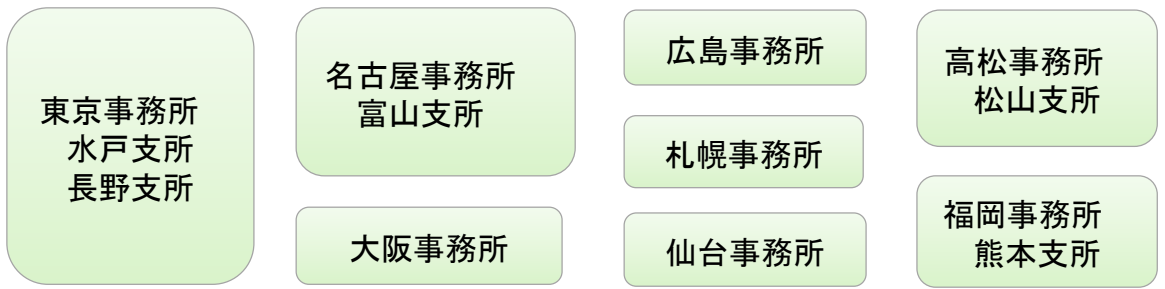 東京事務所
水戸支所
長野支所
名古屋事務所
富山支所
大阪事務所
広島事務所
札幌事務所
仙台事務所
高松事務所
松山支所
福岡事務所
熊本支所